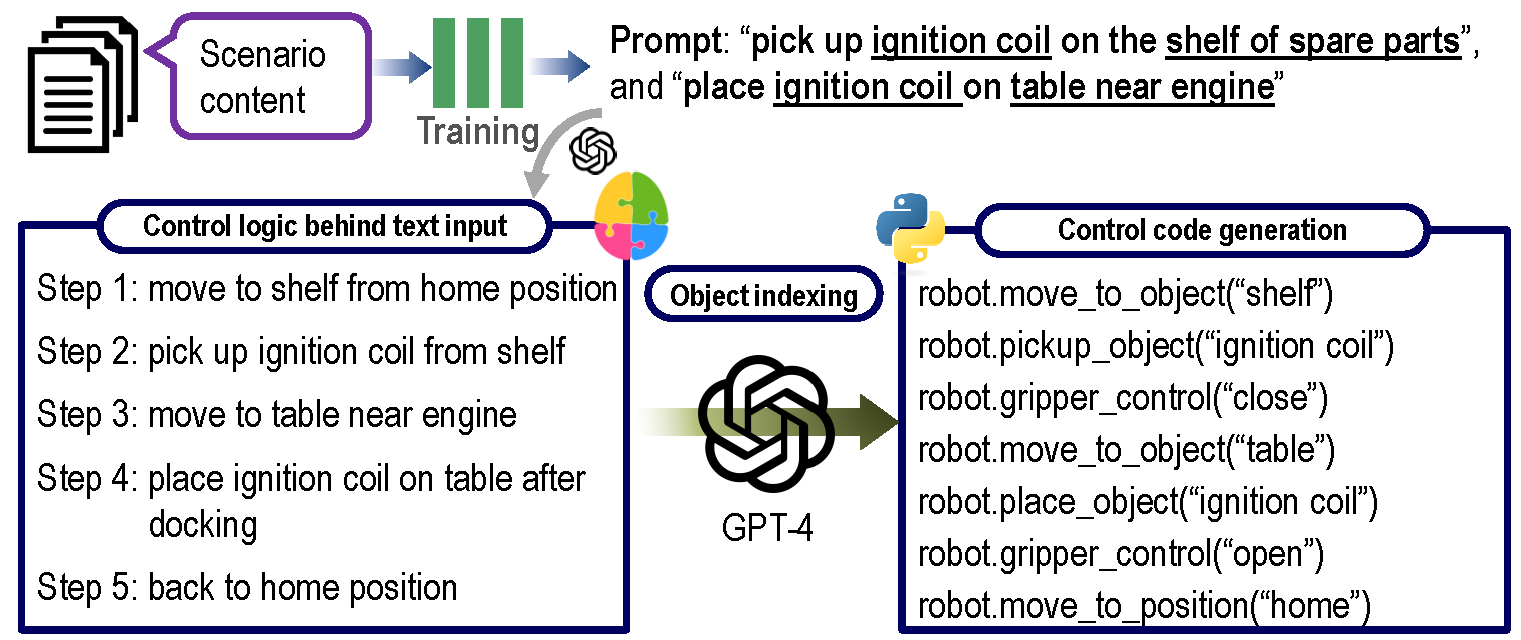 Scenario
content
Training
Prompt: “pick up ignition coil on the shelf of spare parts”,
and “place ignition coil on table near engine”
Control logic behind text input
Step 1: move to shelf from home position
Step 2: pick up ignition coil from shelf
Step 3: move to table near engine
Step 4: place ignition coil on table after
docking
Step 5: back to home position
Object indexing
GPT-4
Control code generation
robot.move_to_object(“shelf”)
robot.pickup_object(“ignition coil”)
robot.gripper_control(“close”)
robot.move_to_object(“table”)
robot.place_object(“ignition coil”)
robot.gripper_control(“open”)
robot.move_to_position(“home”)